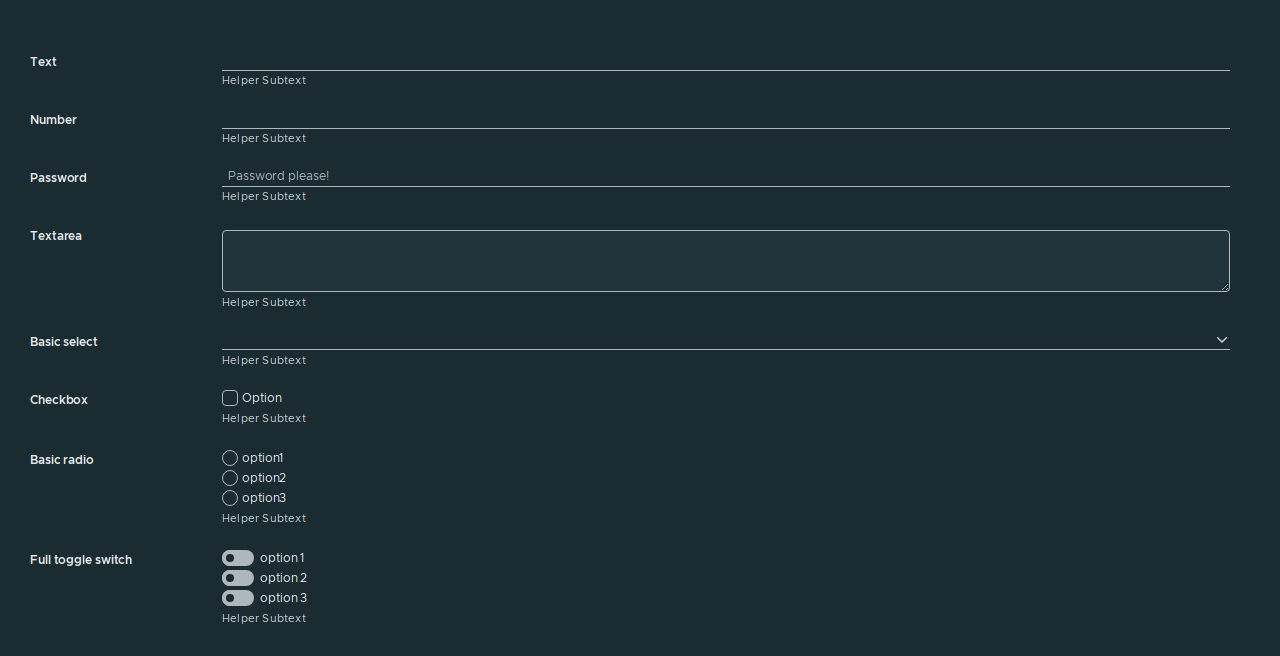 Text
Helper Subtext
Number
Helper Subtext
Password
Password please!
Helper Subtext
Textarea
Helper Subtext
Basic select
Helper Subtext
Checkbox
Option
Helper Subtext
Basic radio
option1
option2
option3
Helper Subtext
Full toggle switch
option 1
option 2
option 3
Helper Subtext